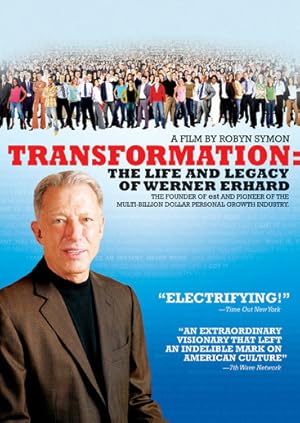 A FILM BY ROBYN SYMON
TRANSFORMATION:
THE LIFE AND LEGACY
OF WERNER ERHARD
THE FOUNDER OF est AND PIONEER OF THE
MULTI-BILLION DOLLAR PERSONAL GROWTH INDUSTRY.
“ELECTRIFYING!”
—Time Out New York
“AN EXTRAORDINARY
VISIONARY THAT LEFT
AN INDELIBLE MARK ON
AMERICAN CULTURE”
—7th Wave Network